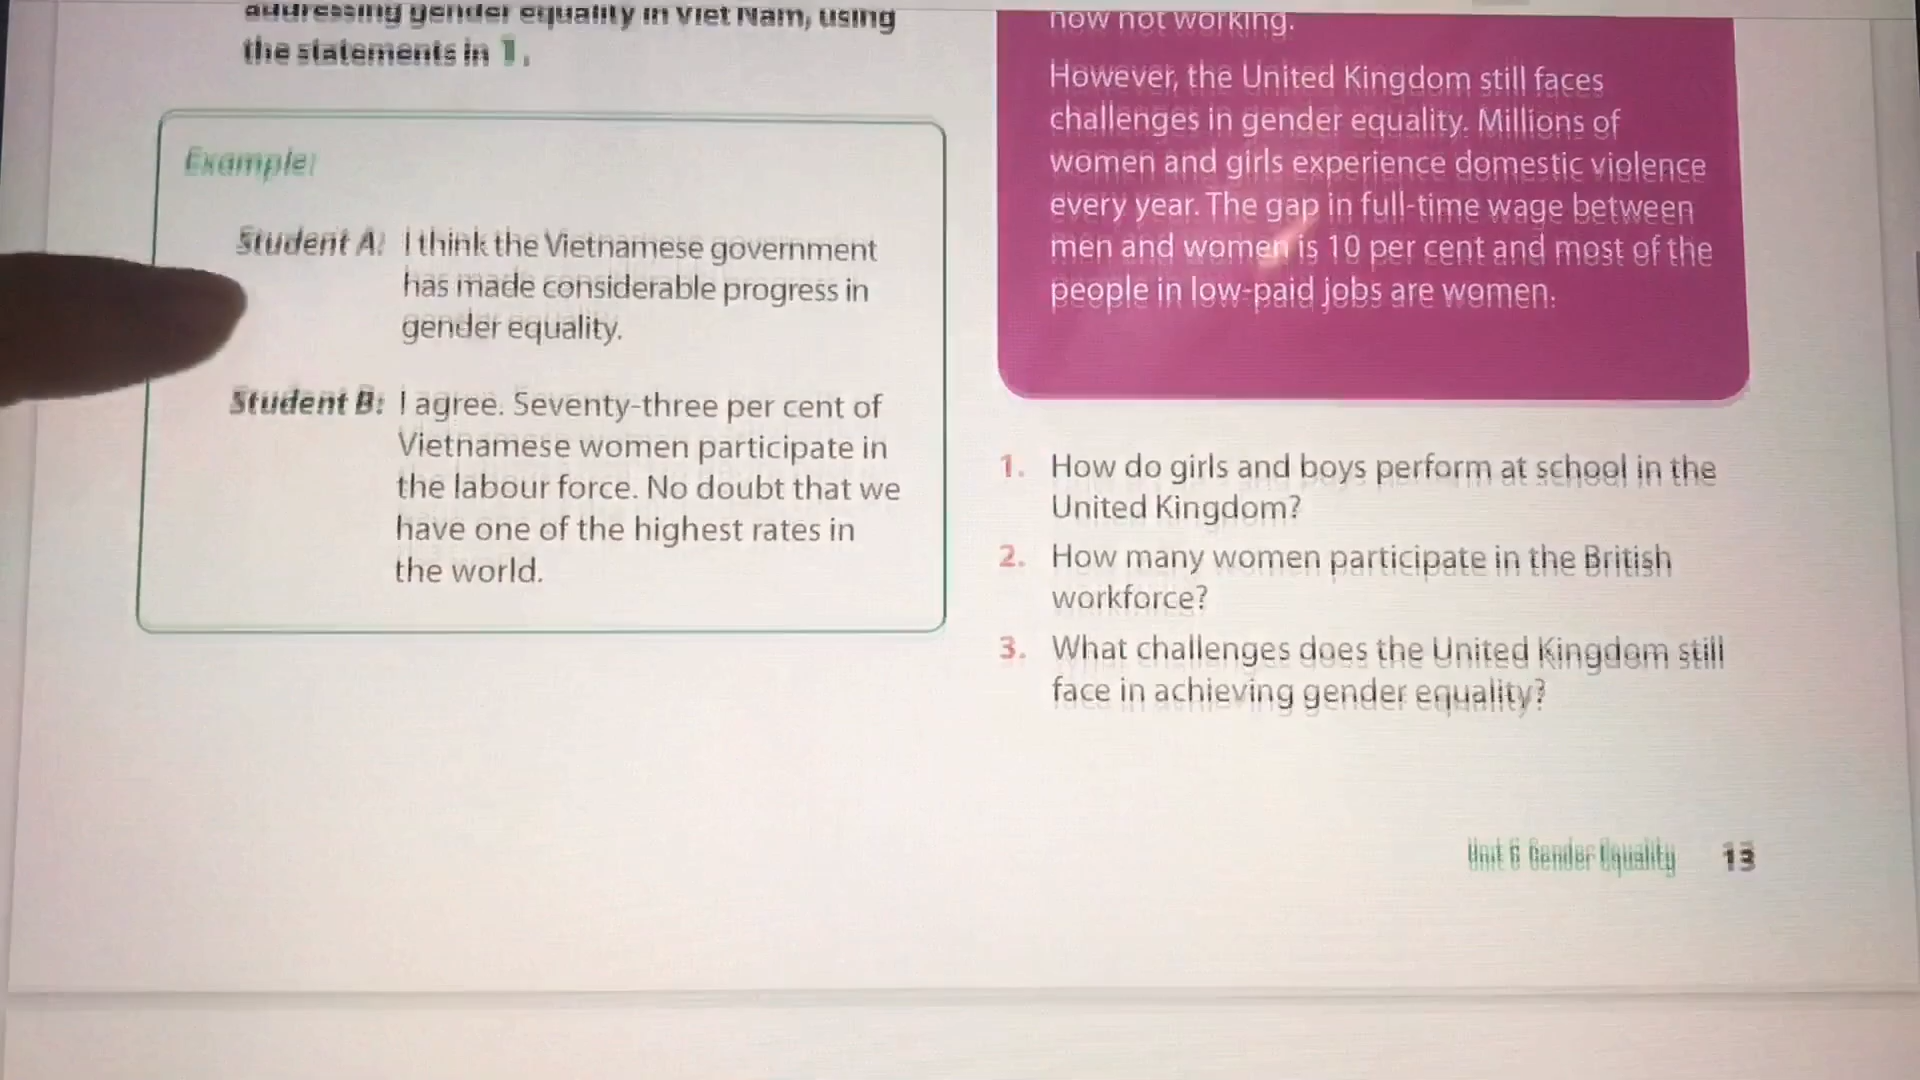 addressing gender equality in Viet Nam, using
the statements in 1.
Example:
Student A: I think the Vietnamese government
has made considerable progress in
gender equality.
Student B: I agree. Seventy-three per cent of
Vietnamese women participate in
the labour force. No doubt that we
have one of the highest rates in
the world.
now not working.
However, the United Kingdom still faces
challenges in gender equality. Millions of
women and girls experience domestic violence
every year. The gap in full-time wage between
men and women is 10 per cent and most of the
people in low-paid jobs are women.
1. How do girls and boys perform at school in the
United Kingdom?
2. How many women participate in the British
workforce?
3. What challenges does the United Kingdom still
face in achieving gender equality?
Unit 6 Gender Equality 13